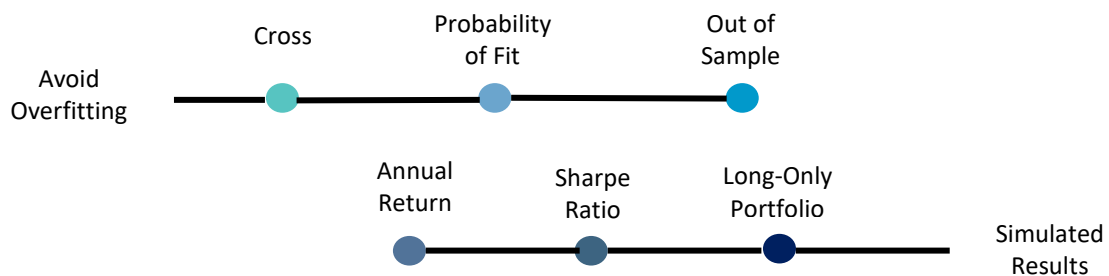 Cross
Probability
of Fit
Out of
Sample
Avoid
Overfitting
Annual
Return
Sharpe
Ratio
Long-Only
Portfolio
Simulated
Results